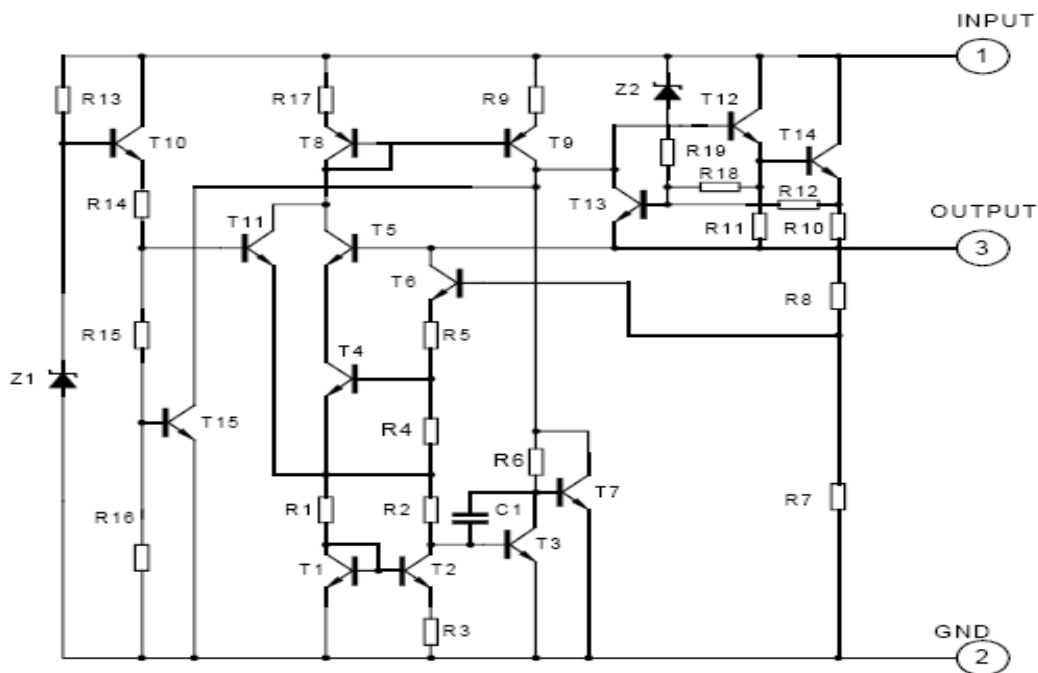 INPUT
1
R13
R17
R9
Z2
T12
T10
T8
T9
T14
R19
R18
R14
T11
T5
T13
R12
OUTPUT
R11
R10
3
T6
R8
R15
R5
Z1
T4
T15
R4
R6
T7
R16
R1
R2
C1
R7
T3
T1
T2
R3
GND
2